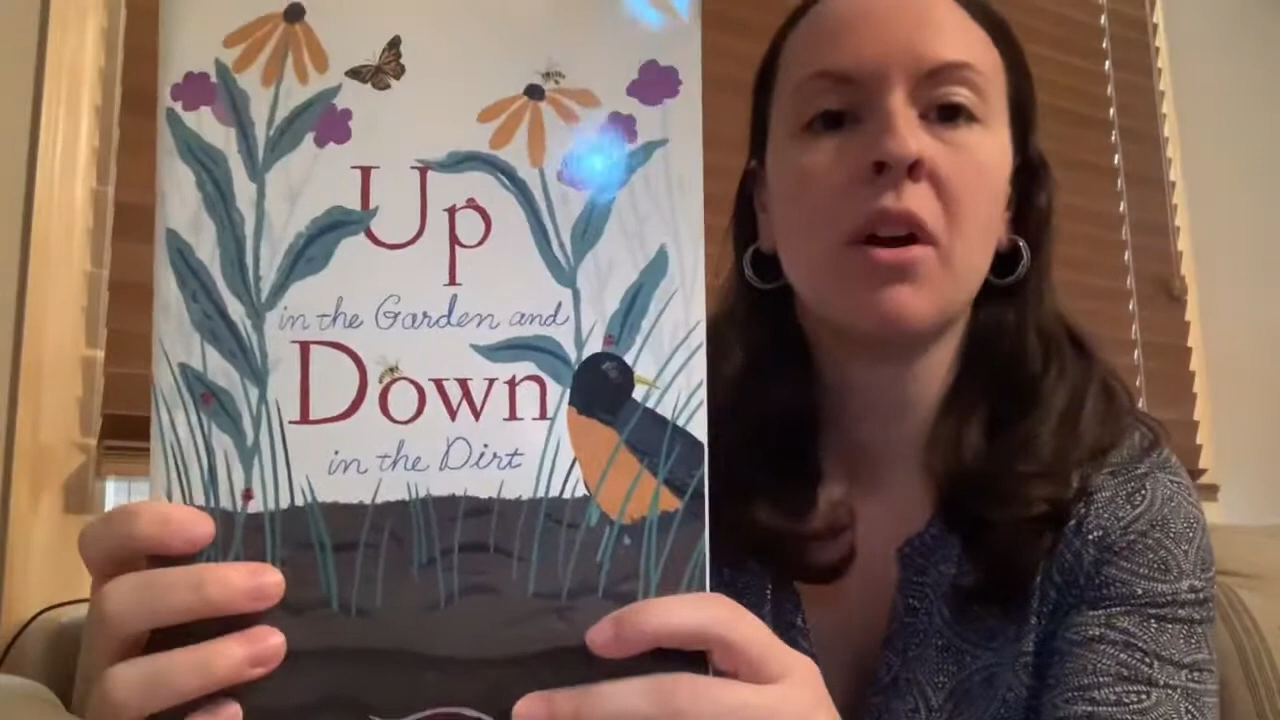 Up
in the Garden and
Down
in the Dirt